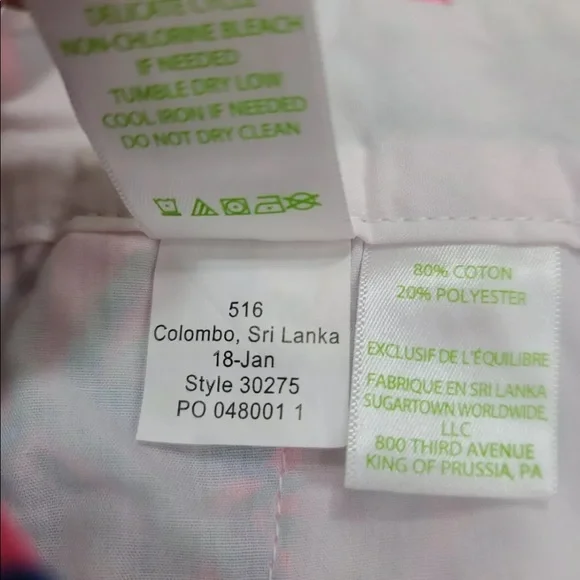 DELICATE CYCLE
NON-CHLORINE BLEACH
IF NEEDED
TUMBLE DRY LOW
COOL IRON IF NEEDED
DO NOT DRY CLEAN
516
Colombo, Sri Lanka
18-Jan
Style 30275
PO 048001 1
80% COTON
20% POLYESTER
EXCLUSIF DE L'ÉQUILIBRE
FABRIQUE EN SRI LANKA
SUGARTOWN WORLDWIDE,
LLC
800 THIRD AVENUE
KING OF PRUSSIA, PA